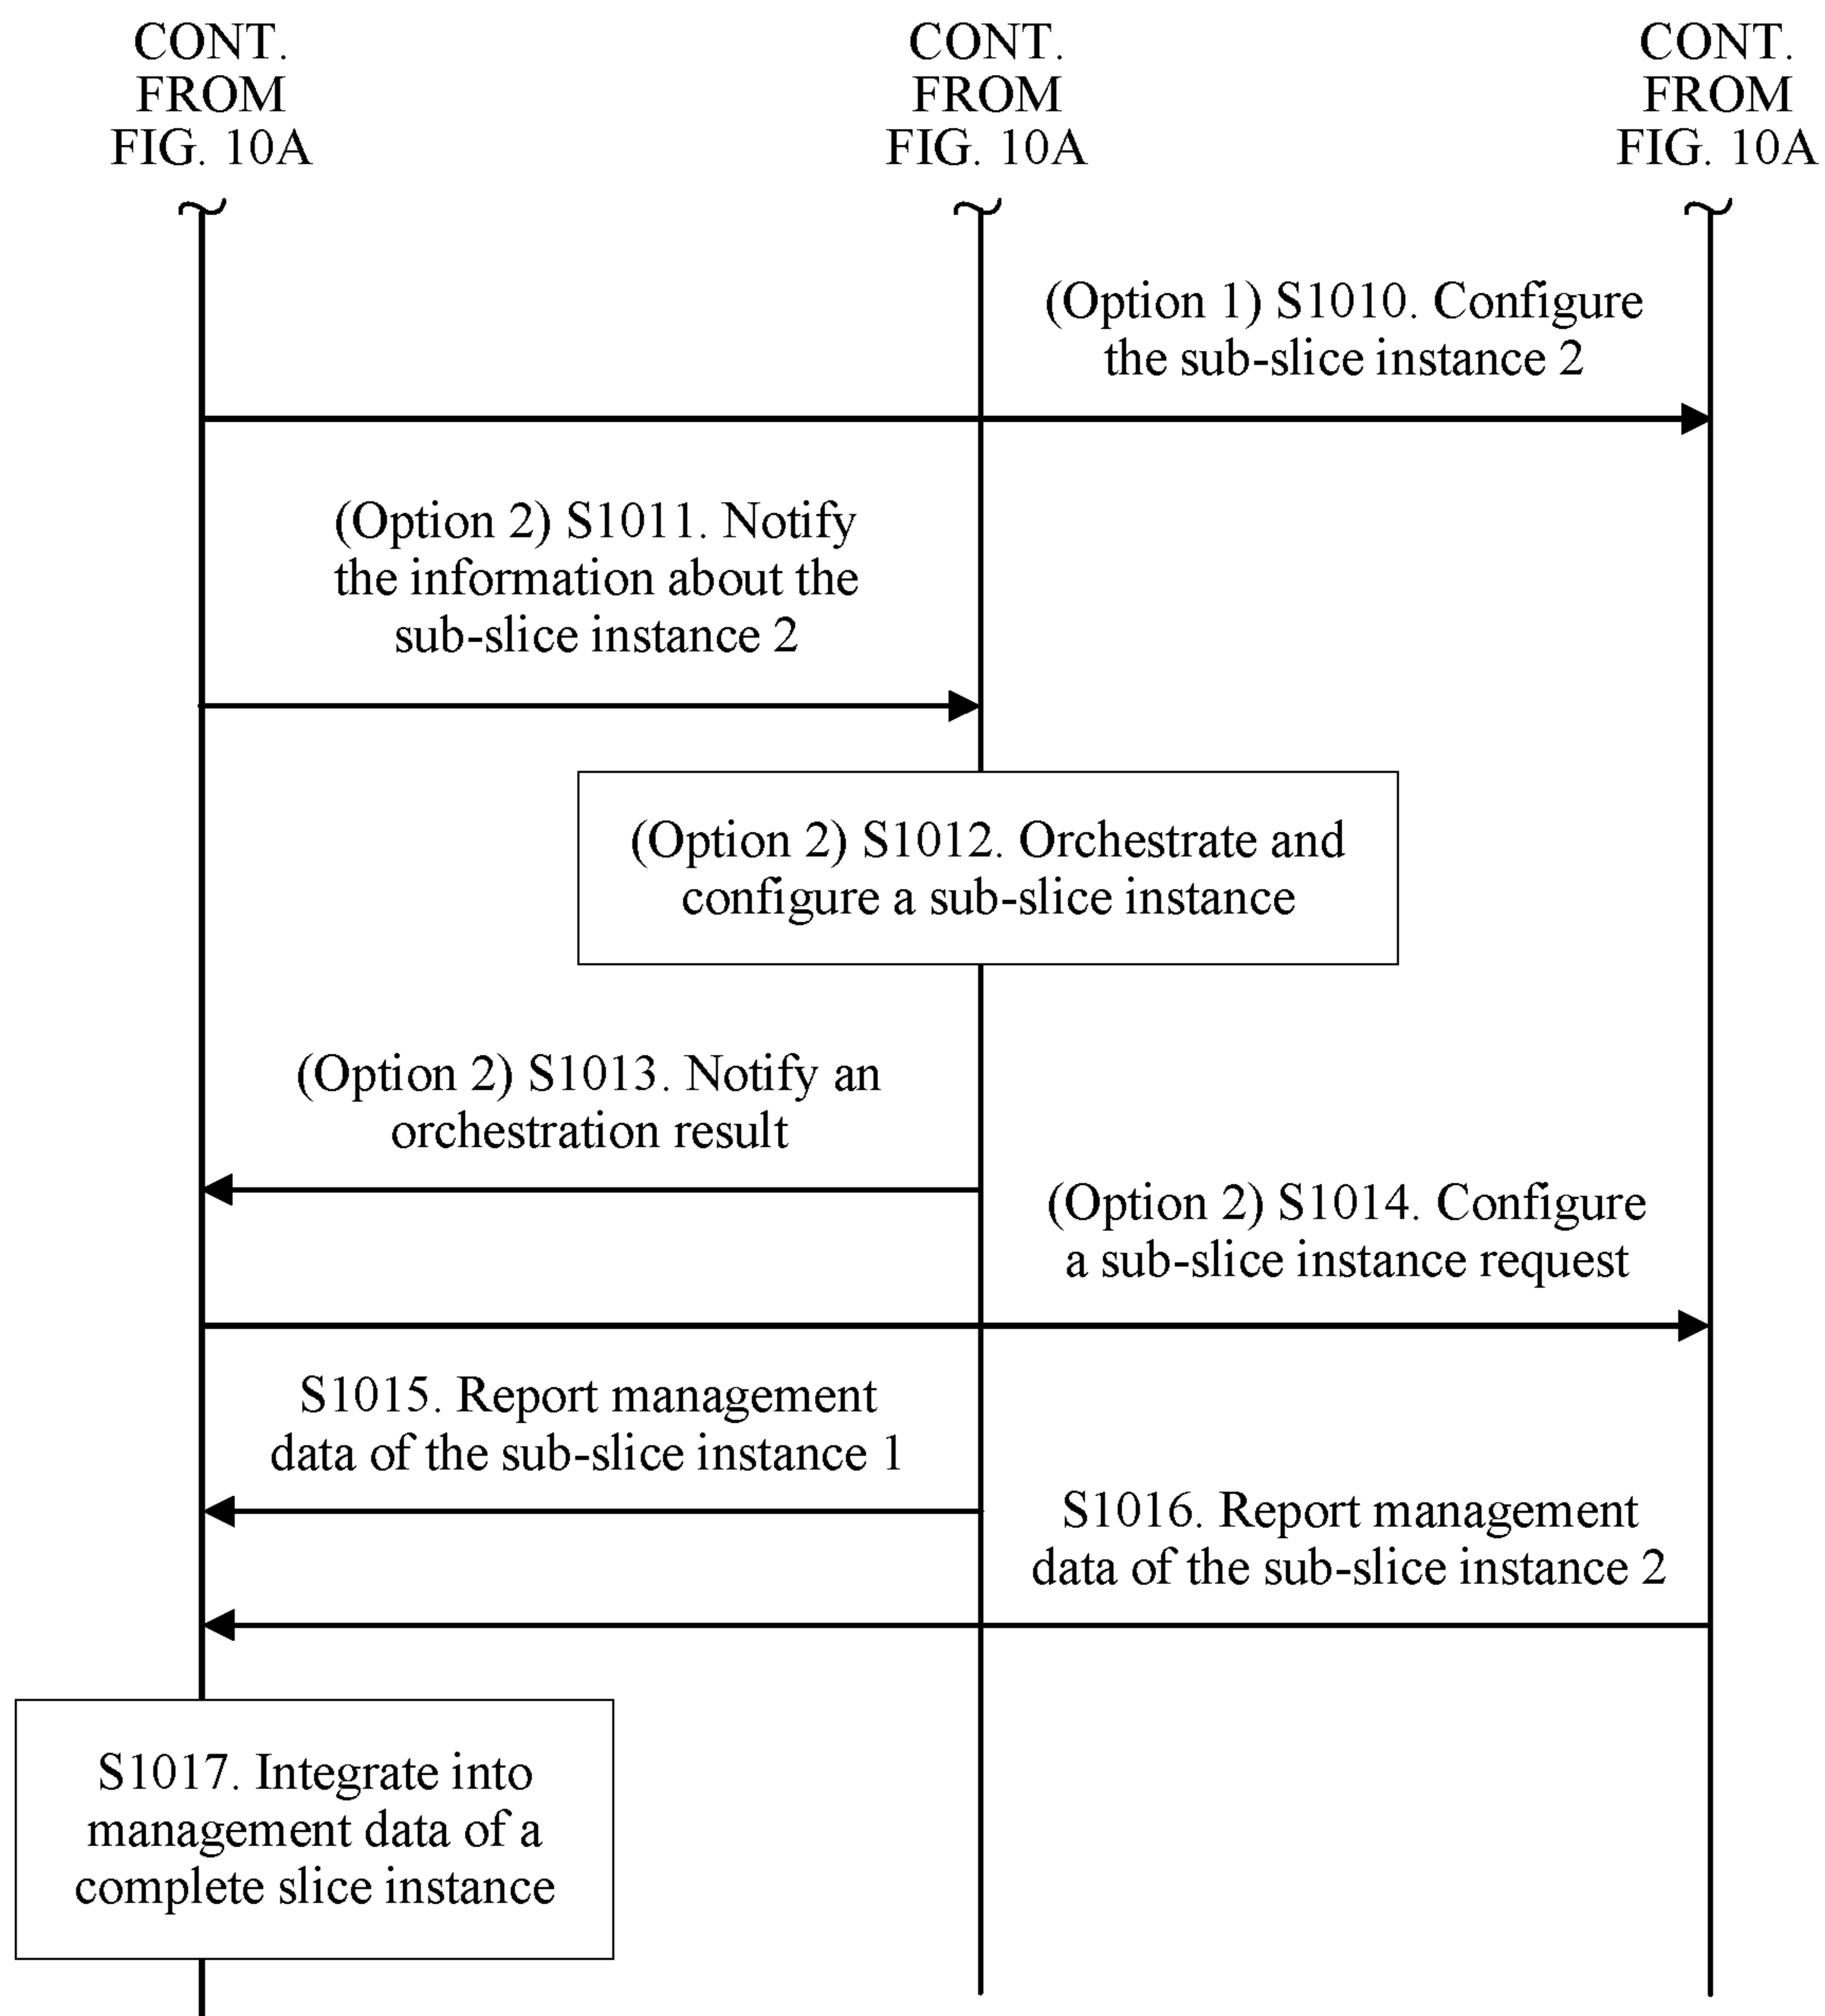 CONT.
FROM
FIG. 10A
CONT.
FROM
FIG. 10A
CONT.
FROM
FIG. 10A
(Option 1) S1010. Configure
the sub-slice instance 2
(Option 2) S1011. Notify
the information about the
sub-slice instance 2
(Option 2) S1012. Orchestrate and
configure a sub-slice instance
(Option 2) S1013. Notify an
orchestration result
(Option 2) S1014. Configure
a sub-slice instance request
S1015. Report management
data of the sub-slice instance 1
S1016. Report management
data of the sub-slice instance 2
S1017. Integrate into
management data of a
complete slice instance